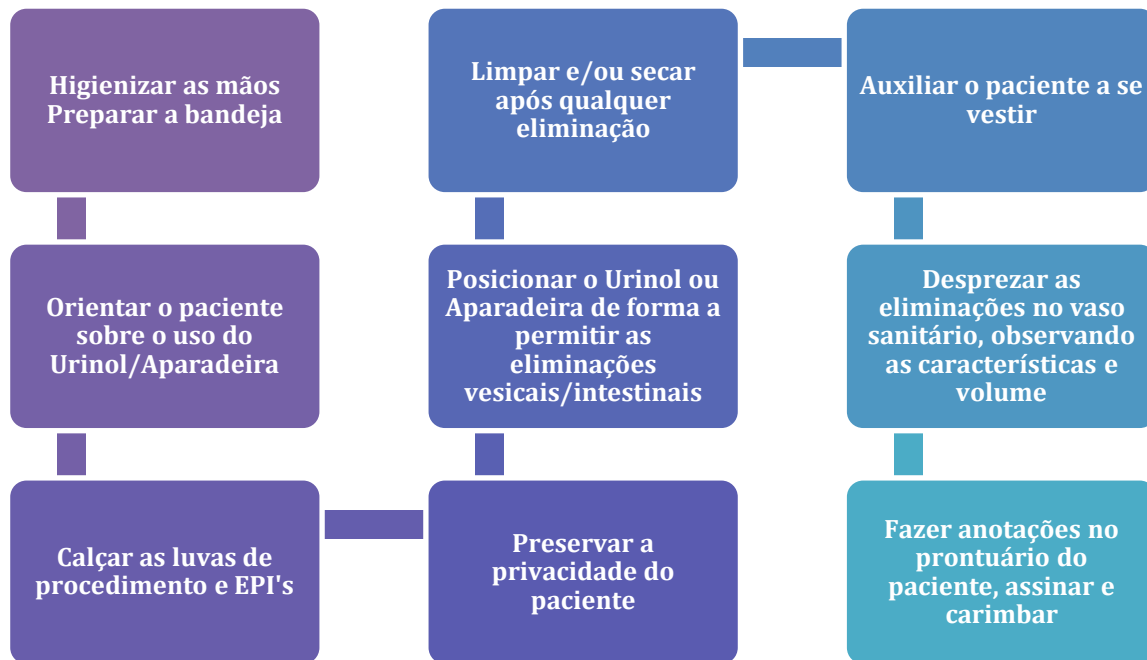 Higienizar as mãos
Preparar a bandeja
Orientar o paciente
sobre o uso do
Urinol/Aparadeira
Calçar as luvas de
procedimento e EPI's
Preservar a
privacidade do
paciente
Posicionar o Urinol ou
Aparadeira de forma a
permitir as
eliminações
vesicais/intestinais
Limpar e/ou secar
após qualquer
eliminação
Auxiliar o paciente a se
vestir
Desprezar as
eliminações no vaso
sanitário, observando
as características e
volume
Fazer anotações no
prontuário do
paciente, assinar e
carimbar